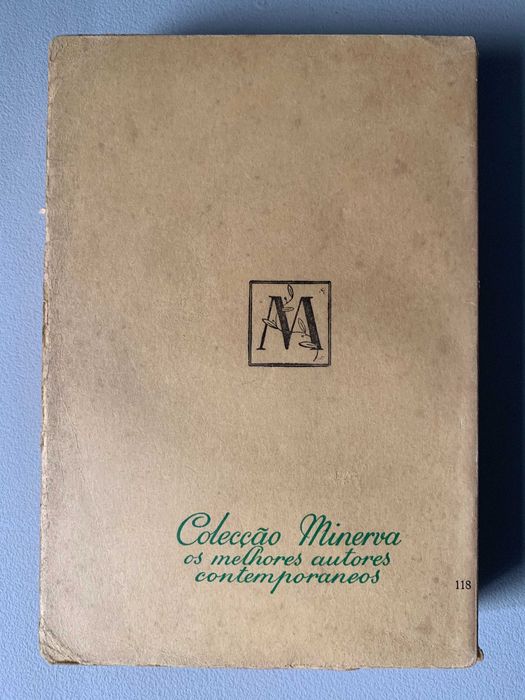 M
Colecção Minerva
os melhores autores
contemporaneos
118